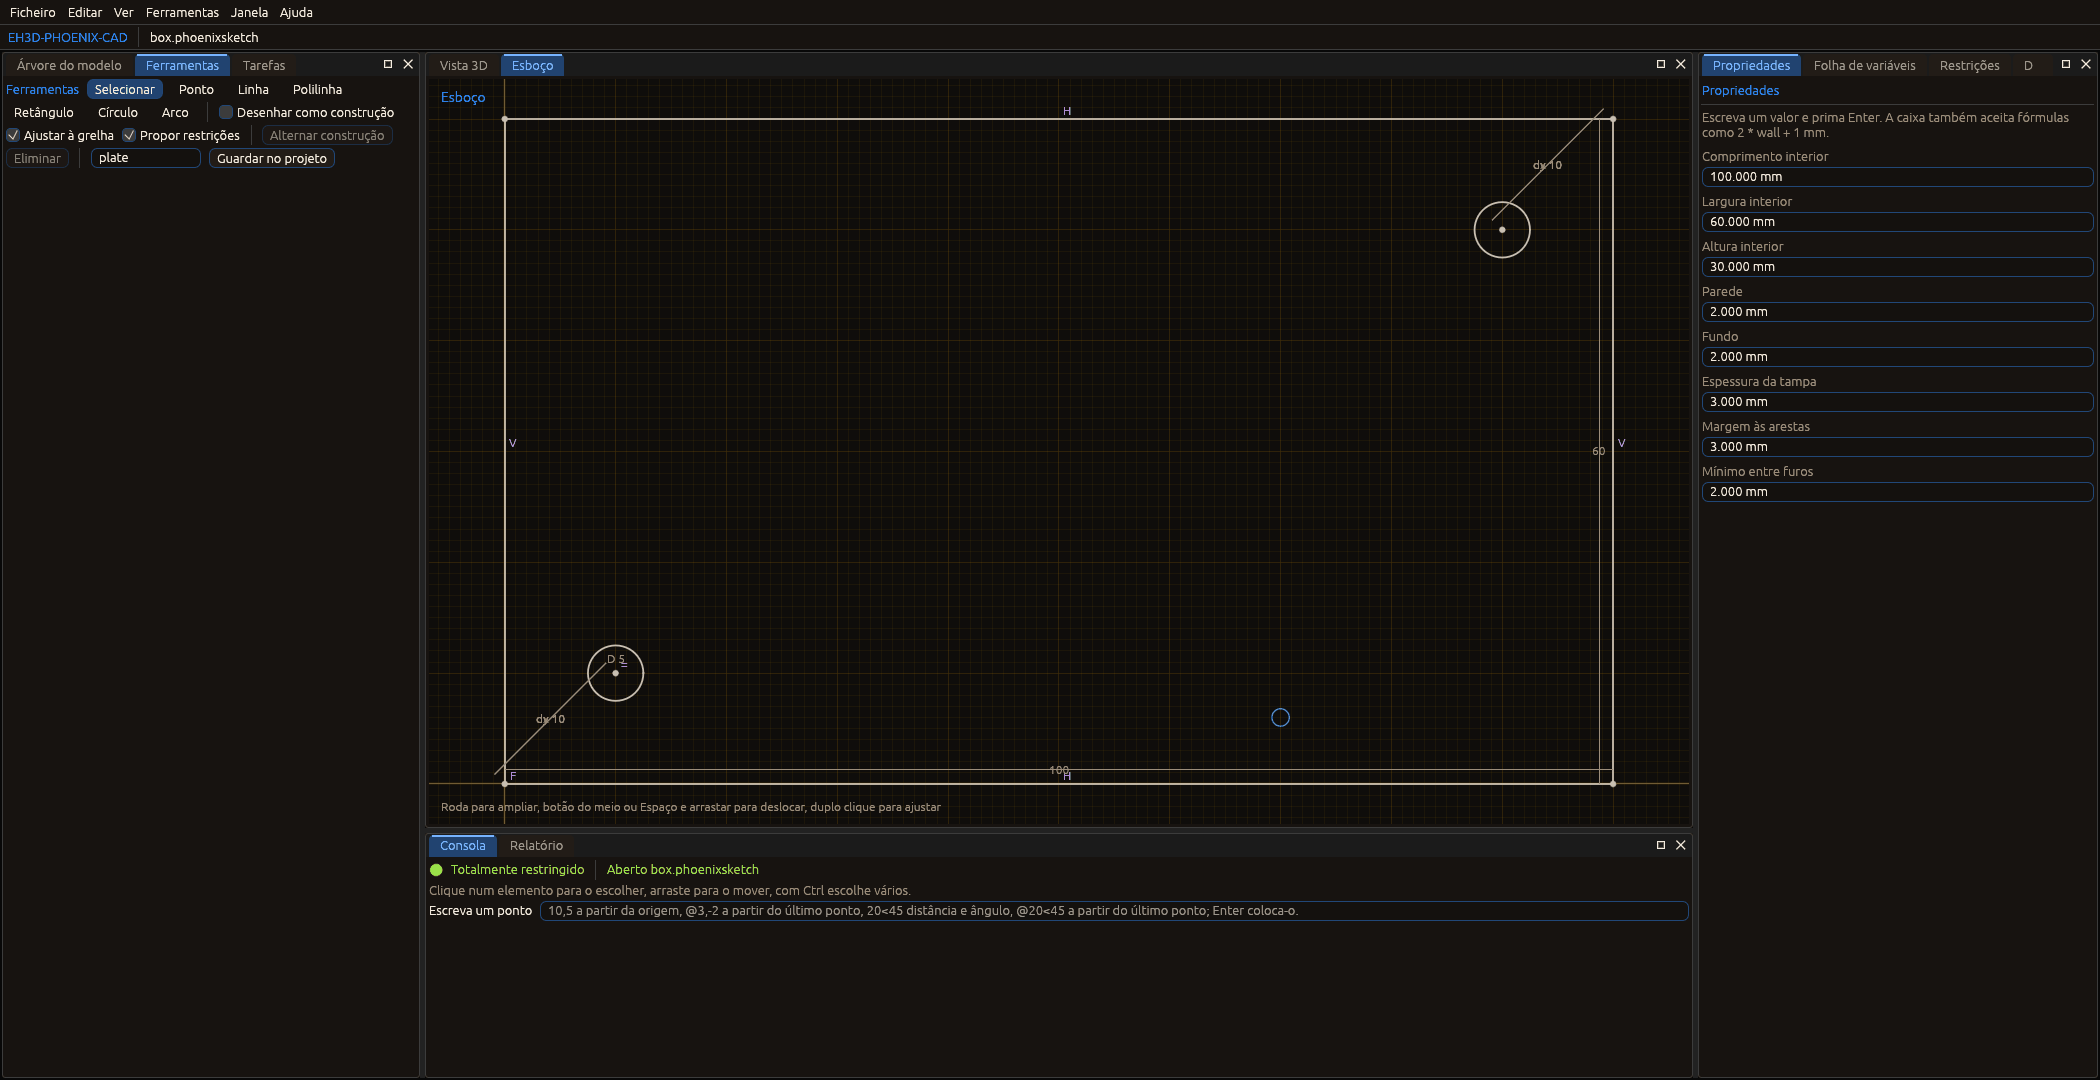 Ficheiro Editar Ver Ferramentas Janela Ajuda
EH3D-PHOENIX-CAD box.phoenixsketch
Árvore do modelo Ferramentas Tarefas
Ferramentas Selecionar Ponto Linha Polilinha
Retângulo Círculo Arco Desenhar como construção
Ajustar à grelha Propor restrições Alternar construção
Eliminar plate Guardar no projeto
Vista 3D Esboço
Esboço
H
dx 10
V
60
V
D 5
=
dx 10
F
100
H
Roda para ampliar, botão do meio ou Espaço e arrastar para deslocar, duplo clique para ajustar
Consola Relatório
Totalmente restringido Aberto box.phoenixsketch
Clique num elemento para o escolher, arraste para o mover, com Ctrl escolhe vários.
Escreva um ponto 10,5 a partir da origem, @3,-2 a partir do último ponto, 20<45 distância e ângulo, @20<45 a partir do último ponto; Enter coloca-o.
Propriedades Folha de variáveis Restrições D
Propriedades
Escreva um valor e prima Enter. A caixa também aceita fórmulas
como 2 * wall + 1 mm.
Comprimento interior
100.000 mm
Largura interior
60.000 mm
Altura interior
30.000 mm
Parede
2.000 mm
Fundo
2.000 mm
Espessura da tampa
3.000 mm
Margem às arestas
3.000 mm
Mínimo entre furos
2.000 mm